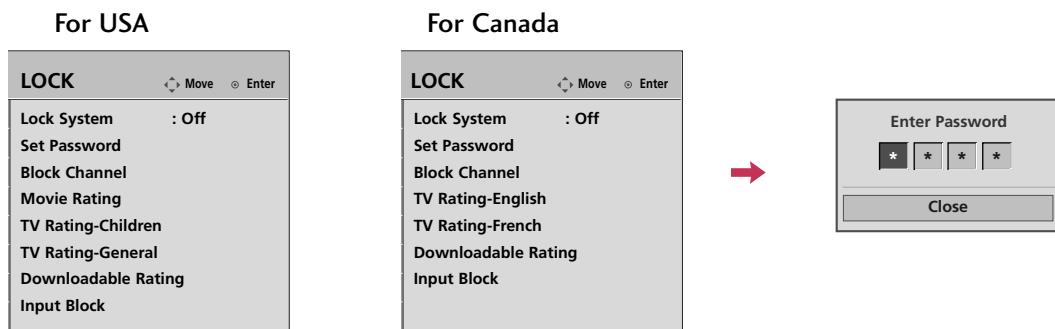 For USA
LOCK Move Enter
Lock System : Off
Set Password
Block Channel
Movie Rating
TV Rating-Children
TV Rating-General
Downloadable Rating
Input Block
For Canada
LOCK Move Enter
Lock System : Off
Set Password
Block Channel
TV Rating-English
TV Rating-French
Downloadable Rating
Input Block
Enter Password
* * * *
Close